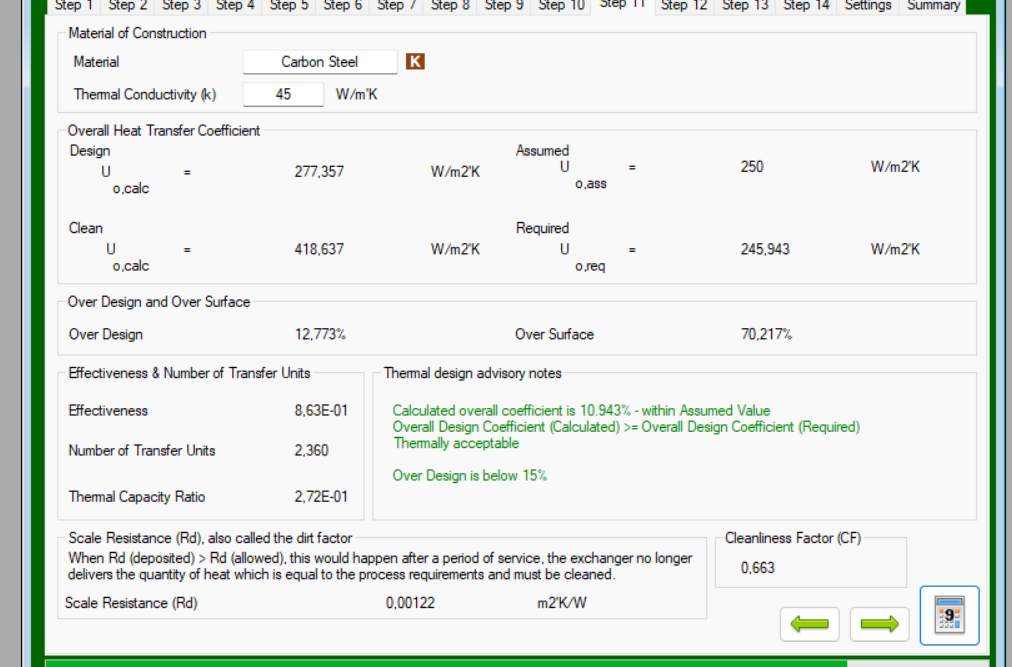 Step 1 Step 2 Step 3 Step 4 Step 5 Step 6 Step 7 Step 8 Step 9 Step 10 Step 11 Step 12 Step 13 Step 14 Settings Summary
Material of Construction
Material Carbon Steel K
Thermal Conductivity (k) 45 W/m'K
Overall Heat Transfer Coefficient
Design Assumed
U o,calc = 277,357 W/m2'K U o,ass = 250 W/m2'K
Clean Required
U o,calc = 418,637 W/m2'K U o,req = 245,943 W/m2'K
Over Design and Over Surface
Over Design 12,773% Over Surface 70,217%
Effectiveness & Number of Transfer Units
Effectiveness 8,63E-01
Number of Transfer Units 2,360
Thermal Capacity Ratio 2,72E-01
Thermal design advisory notes
Calculated overall coefficient is 10.943% - within Assumed Value
Overall Design Coefficient (Calculated) >= Overall Design Coefficient (Required)
Thermally acceptable
Over Design is below 15%
Scale Resistance (Rd), also called the dirt factor
When Rd (deposited) > Rd (allowed), this would happen after a period of service, the exchanger no longer
delivers the quantity of heat which is equal to the process requirements and must be cleaned.
Scale Resistance (Rd) 0,00122 m2'K/W
Cleanliness Factor (CF)
0,663
9